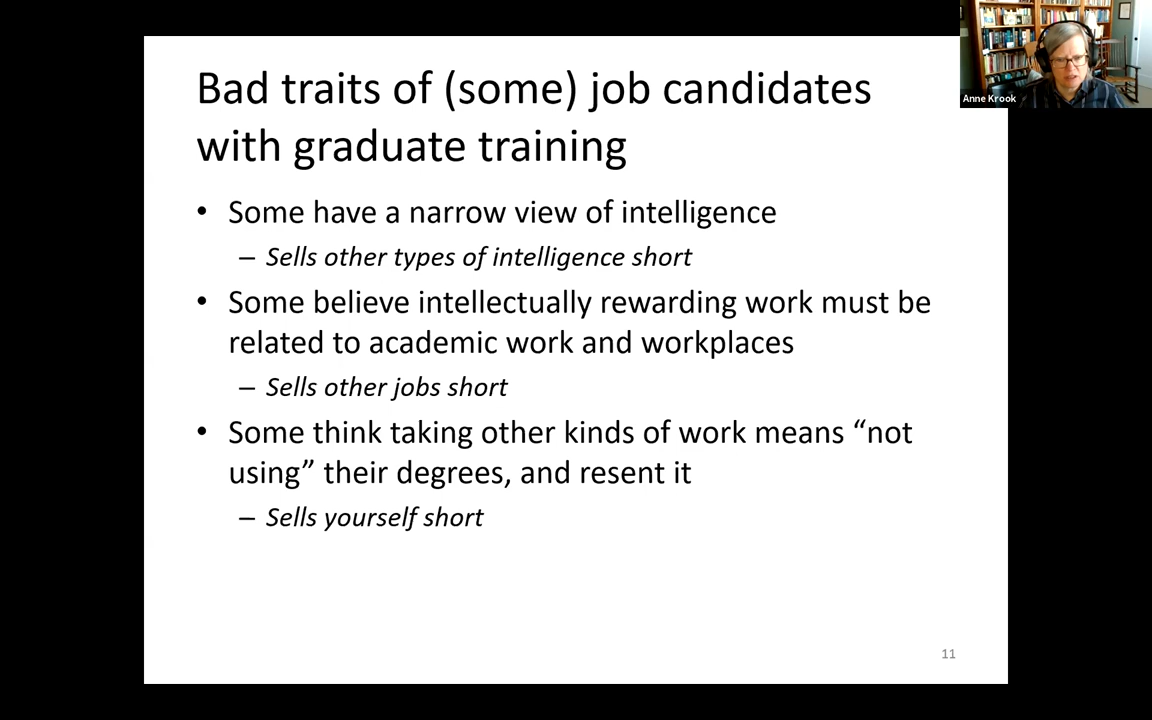 Bad traits of (some) job candidates
with graduate training
• Some have a narrow view of intelligence
– Sells other types of intelligence short
• Some believe intellectually rewarding work must be
related to academic work and workplaces
– Sells other jobs short
• Some think taking other kinds of work means “not
using” their degrees, and resent it
– Sells yourself short
11
Anne Krook